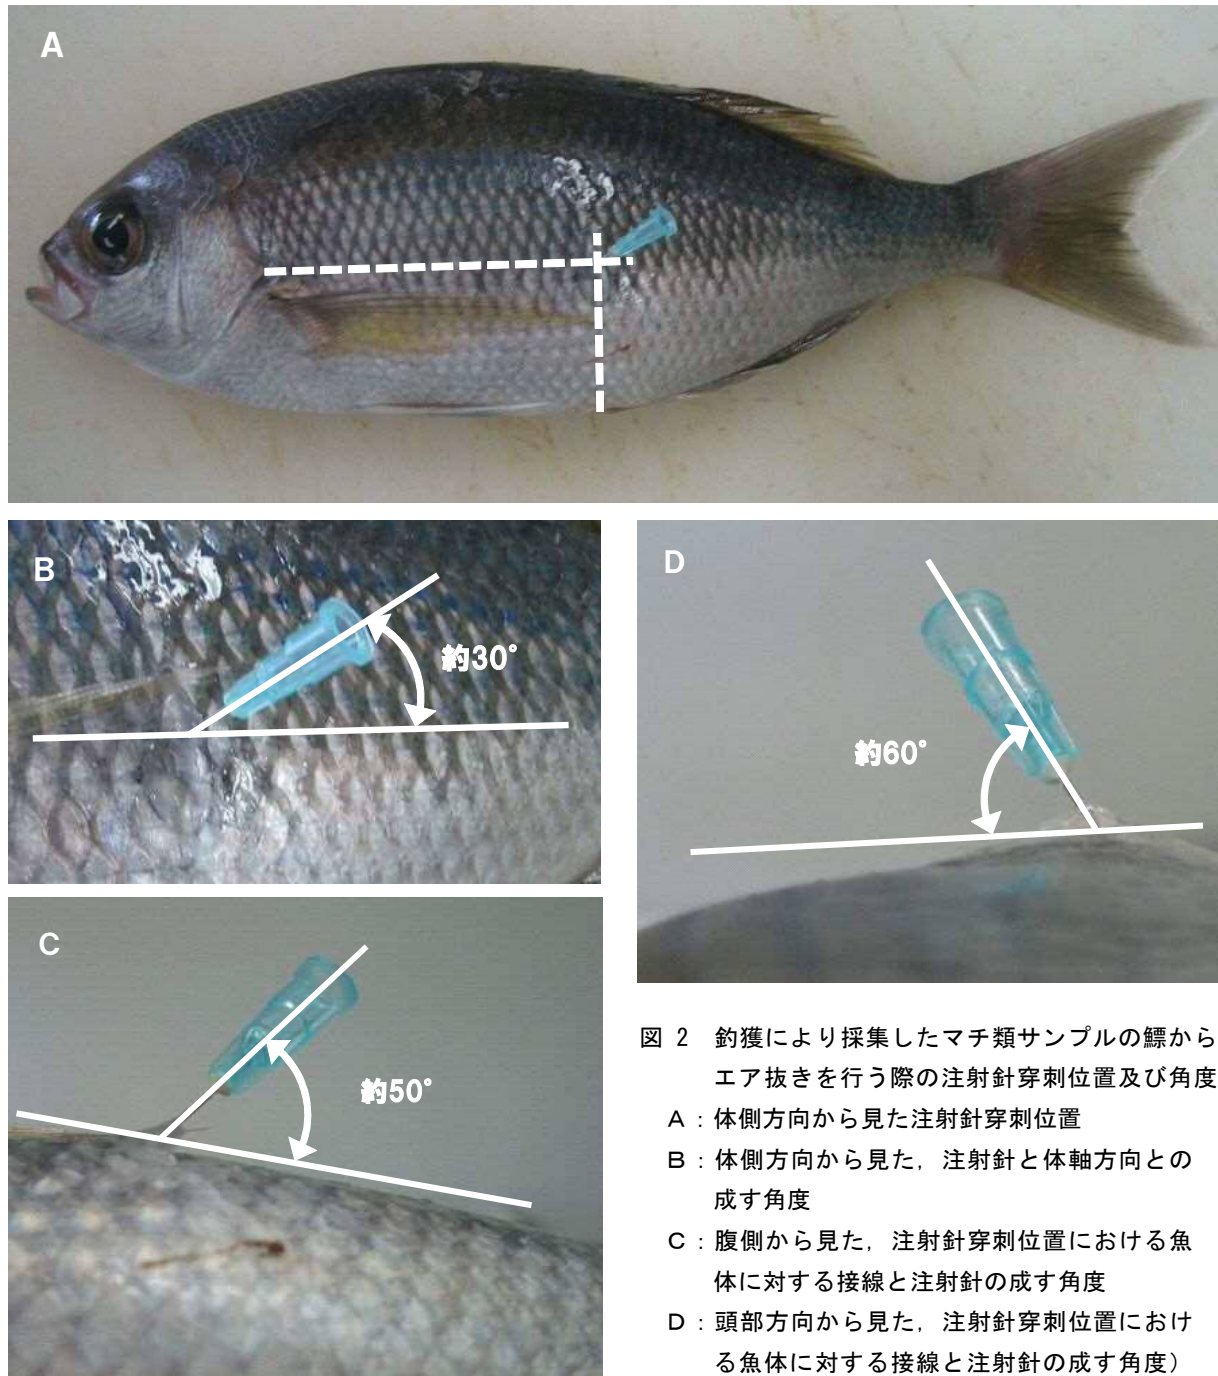 A
B
約30°
D
約60°
C
約50°
図 2 釣獲により採集したマチ類サンプルの鰾から
エア抜きを行う際の注射針穿刺位置及び角度
A：体側方向から見た注射針穿刺位置
B：体側方向から見た，注射針と体軸方向との
成す角度
C：腹側から見た，注射針穿刺位置における魚
体に対する接線と注射針の成す角度
D：頭部方向から見た，注射針穿刺位置におけ
る魚体に対する接線と注射針の成す角度）